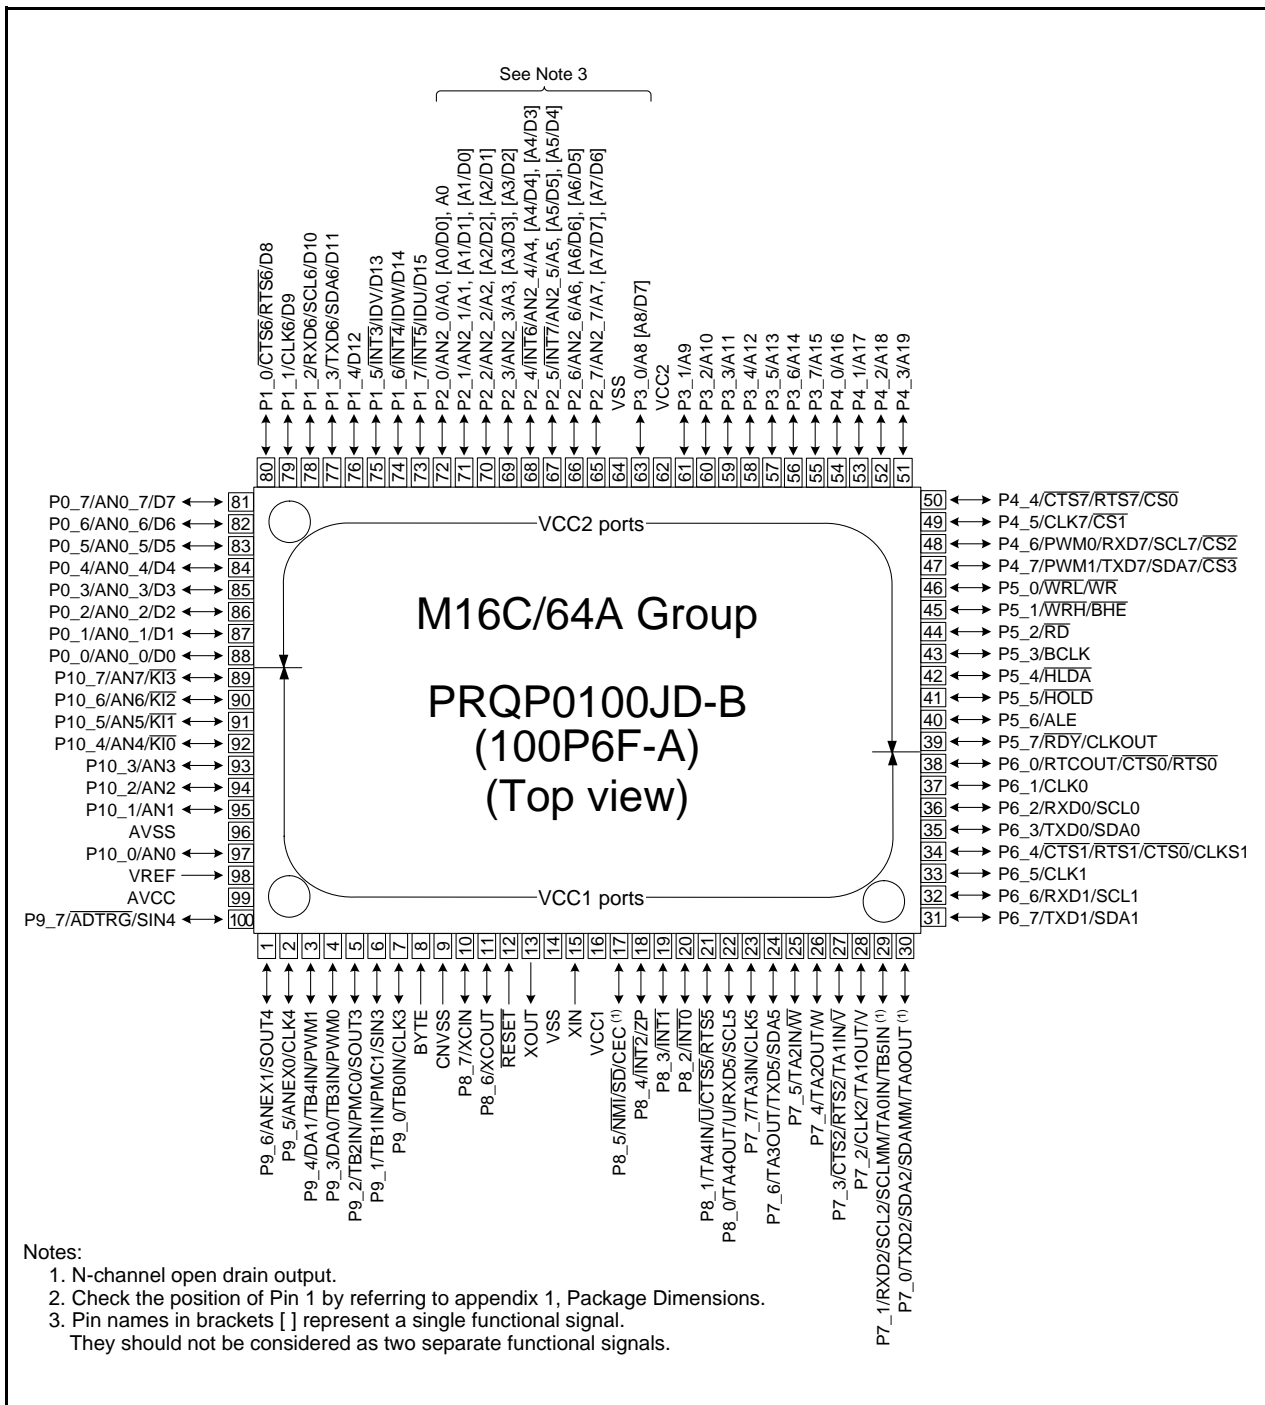 See Note 3
P1_0/CTS6/RTS6/D8
P1_1/CLK6/D9
P1_2/RXD6/SCL6/D10
P1_3/TXD6/SDA6/D11
P1_4/D12
P1_5/INT3/IDV/D13
P1_6/INT4/IDW/D14
P1_7/INT5/IDU/D15
P2_0/AN2_0/A0, [A0/D0], A0
P2_1/AN2_1/A1, [A1/D1], [A1/D0]
P2_2/AN2_2/A2, [A2/D2], [A2/D1]
P2_3/AN2_3/A3, [A3/D3], [A3/D2]
P2_4/INT6/AN2_4/A4, [A4/D4], [A4/D3]
P2_5/INT7/AN2_5/A5, [A5/D5], [A5/D4]
P2_6/AN2_6/A6, [A6/D6], [A6/D5]
P2_7/AN2_7/A7, [A7/D7], [A7/D6]
VSS
P3_0/A8 [A8/D7]
VCC2
P3_1/A9
P3_2/A10
P3_3/A11
P3_4/A12
P3_5/A13
P3_6/A14
P3_7/A15
P4_0/A16
P4_1/A17
P4_2/A18
P4_3/A19
80 79 78 77 76 75 74 73 72 71 70 69 68 67 66 65 64 63 62 61 60 59 58 57 56 55 54 53 52 51
P0_7/AN0_7/D7 81
P0_6/AN0_6/D6 82
P0_5/AN0_5/D5 83
P0_4/AN0_4/D4 84
P0_3/AN0_3/D3 85
P0_2/AN0_2/D2 86
P0_1/AN0_1/D1 87
P0_0/AN0_0/D0 88
P10_7/AN7/KI3 89
P10_6/AN6/KI2 90
P10_5/AN5/KI1 91
P10_4/AN4/KI0 92
P10_3/AN3 93
P10_2/AN2 94
P10_1/AN1 95
AVSS 96
P10_0/AN0 97
VREF 98
AVCC 99
P9_7/ADTRG/SIN4 100
VCC2 ports
M16C/64A Group
PRQP0100JD-B
(100P6F-A)
(Top view)
VCC1 ports
50 P4_4/CTS7/RTS7/CS0
49 P4_5/CLK7/CS1
48 P4_6/PWM0/RXD7/SCL7/CS2
47 P4_7/PWM1/TXD7/SDA7/CS3
46 P5_0/WRL/WR
45 P5_1/WRH/BHE
44 P5_2/RD
43 P5_3/BCLK
42 P5_4/HLDA
41 P5_5/HOLD
40 P5_6/ALE
39 P5_7/RDY/CLKOUT
38 P6_0/RTCOUT/CTS0/RTS0
37 P6_1/CLK0
36 P6_2/RXD0/SCL0
35 P6_3/TXD0/SDA0
34 P6_4/CTS1/RTS1/CTS0/CLKS1
33 P6_5/CLK1
32 P6_6/RXD1/SCL1
31 P6_7/TXD1/SDA1
1 2 3 4 5 6 7 8 9 10 11 12 13 14 15 16 17 18 19 20 21 22 23 24 25 26 27 28 29 30
P9_6/ANEX1/SOUT4
P9_5/ANEX0/CLK4
P9_4/DA1/TB4IN/PWM1
P9_3/DA0/TB3IN/PWM0
P9_2/TB2IN/PMC0/SOUT3
P9_1/TB1IN/PMC1/SIN3
P9_0/TB0IN/CLK3
BYTE
CNVSS
P8_7/XCIN
P8_6/XCOUT
RESET
XOUT
VSS
XIN
VCC1
P8_5/NMI/SD/CEC (1)
P8_4/INT2/ZP
P8_3/INT1
P8_2/INT0
P8_1/TA4IN/U/CTS5/RTS5
P8_0/TA4OUT/U/RXD5/SCL5
P7_7/TA3IN/CLK5
P7_6/TA3OUT/TXD5/SDA5
P7_5/TA2IN/W
P7_4/TA2OUT/W
P7_3/CTS2/RTS2/TA1IN/V
P7_2/CLK2/TA1OUT/V
P7_1/RXD2/SCL2/SCLMM/TA0IN/TB5IN (1)
P7_0/TXD2/SDA2/SDAMM/TA0OUT (1)
Notes:
1. N-channel open drain output.
2. Check the position of Pin 1 by referring to appendix 1, Package Dimensions.
3. Pin names in brackets [ ] represent a single functional signal.
They should not be considered as two separate functional signals.